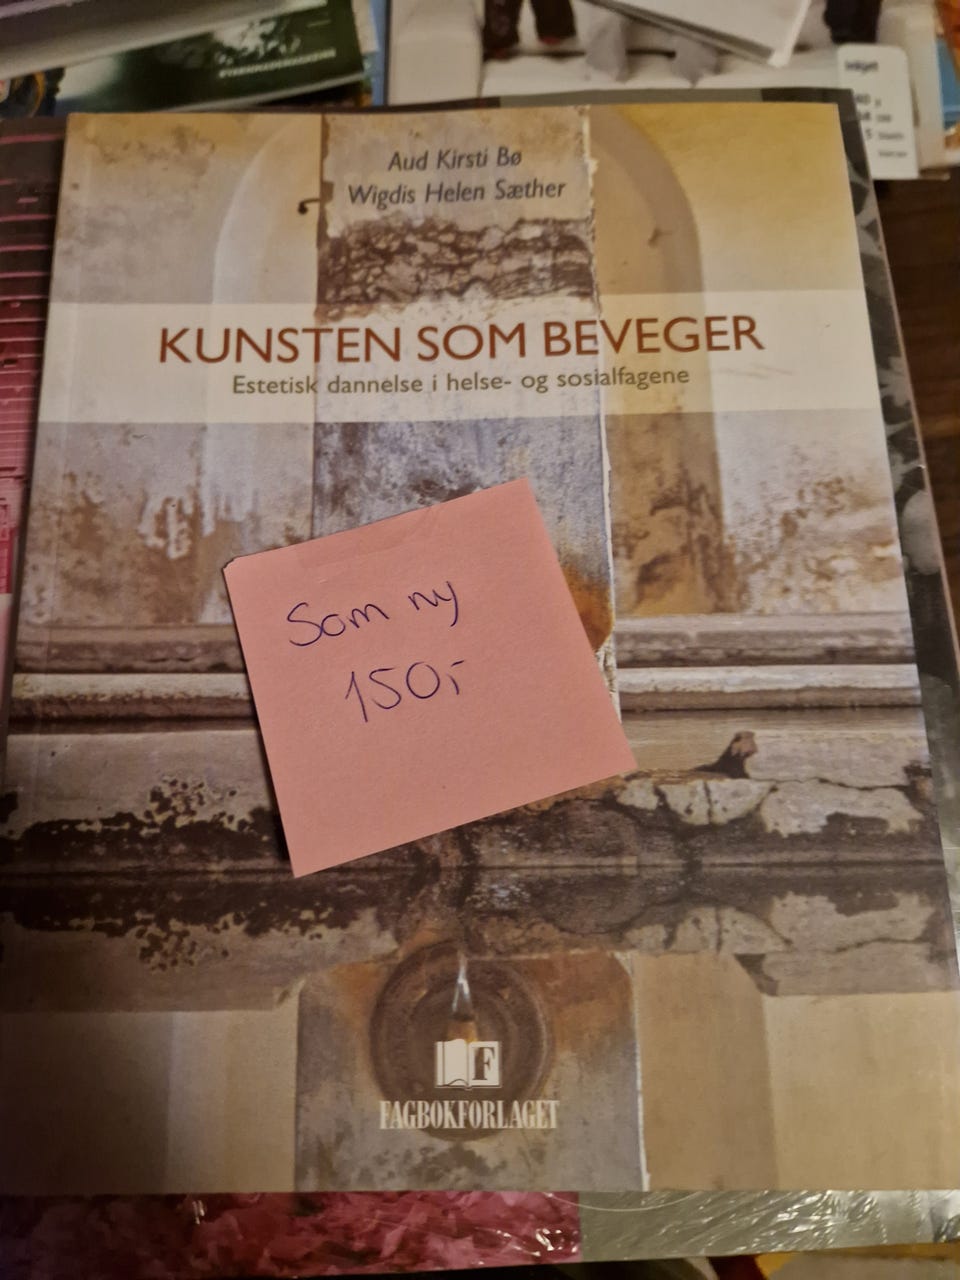 Aud Kirsti Bø
Wigdis Helen Sæther
KUNSTEN SOM BEVEGER
Estetisk dannelse i helse- og sosialfagene
Som ny
150,-
F
FAGBOKFORLAGET